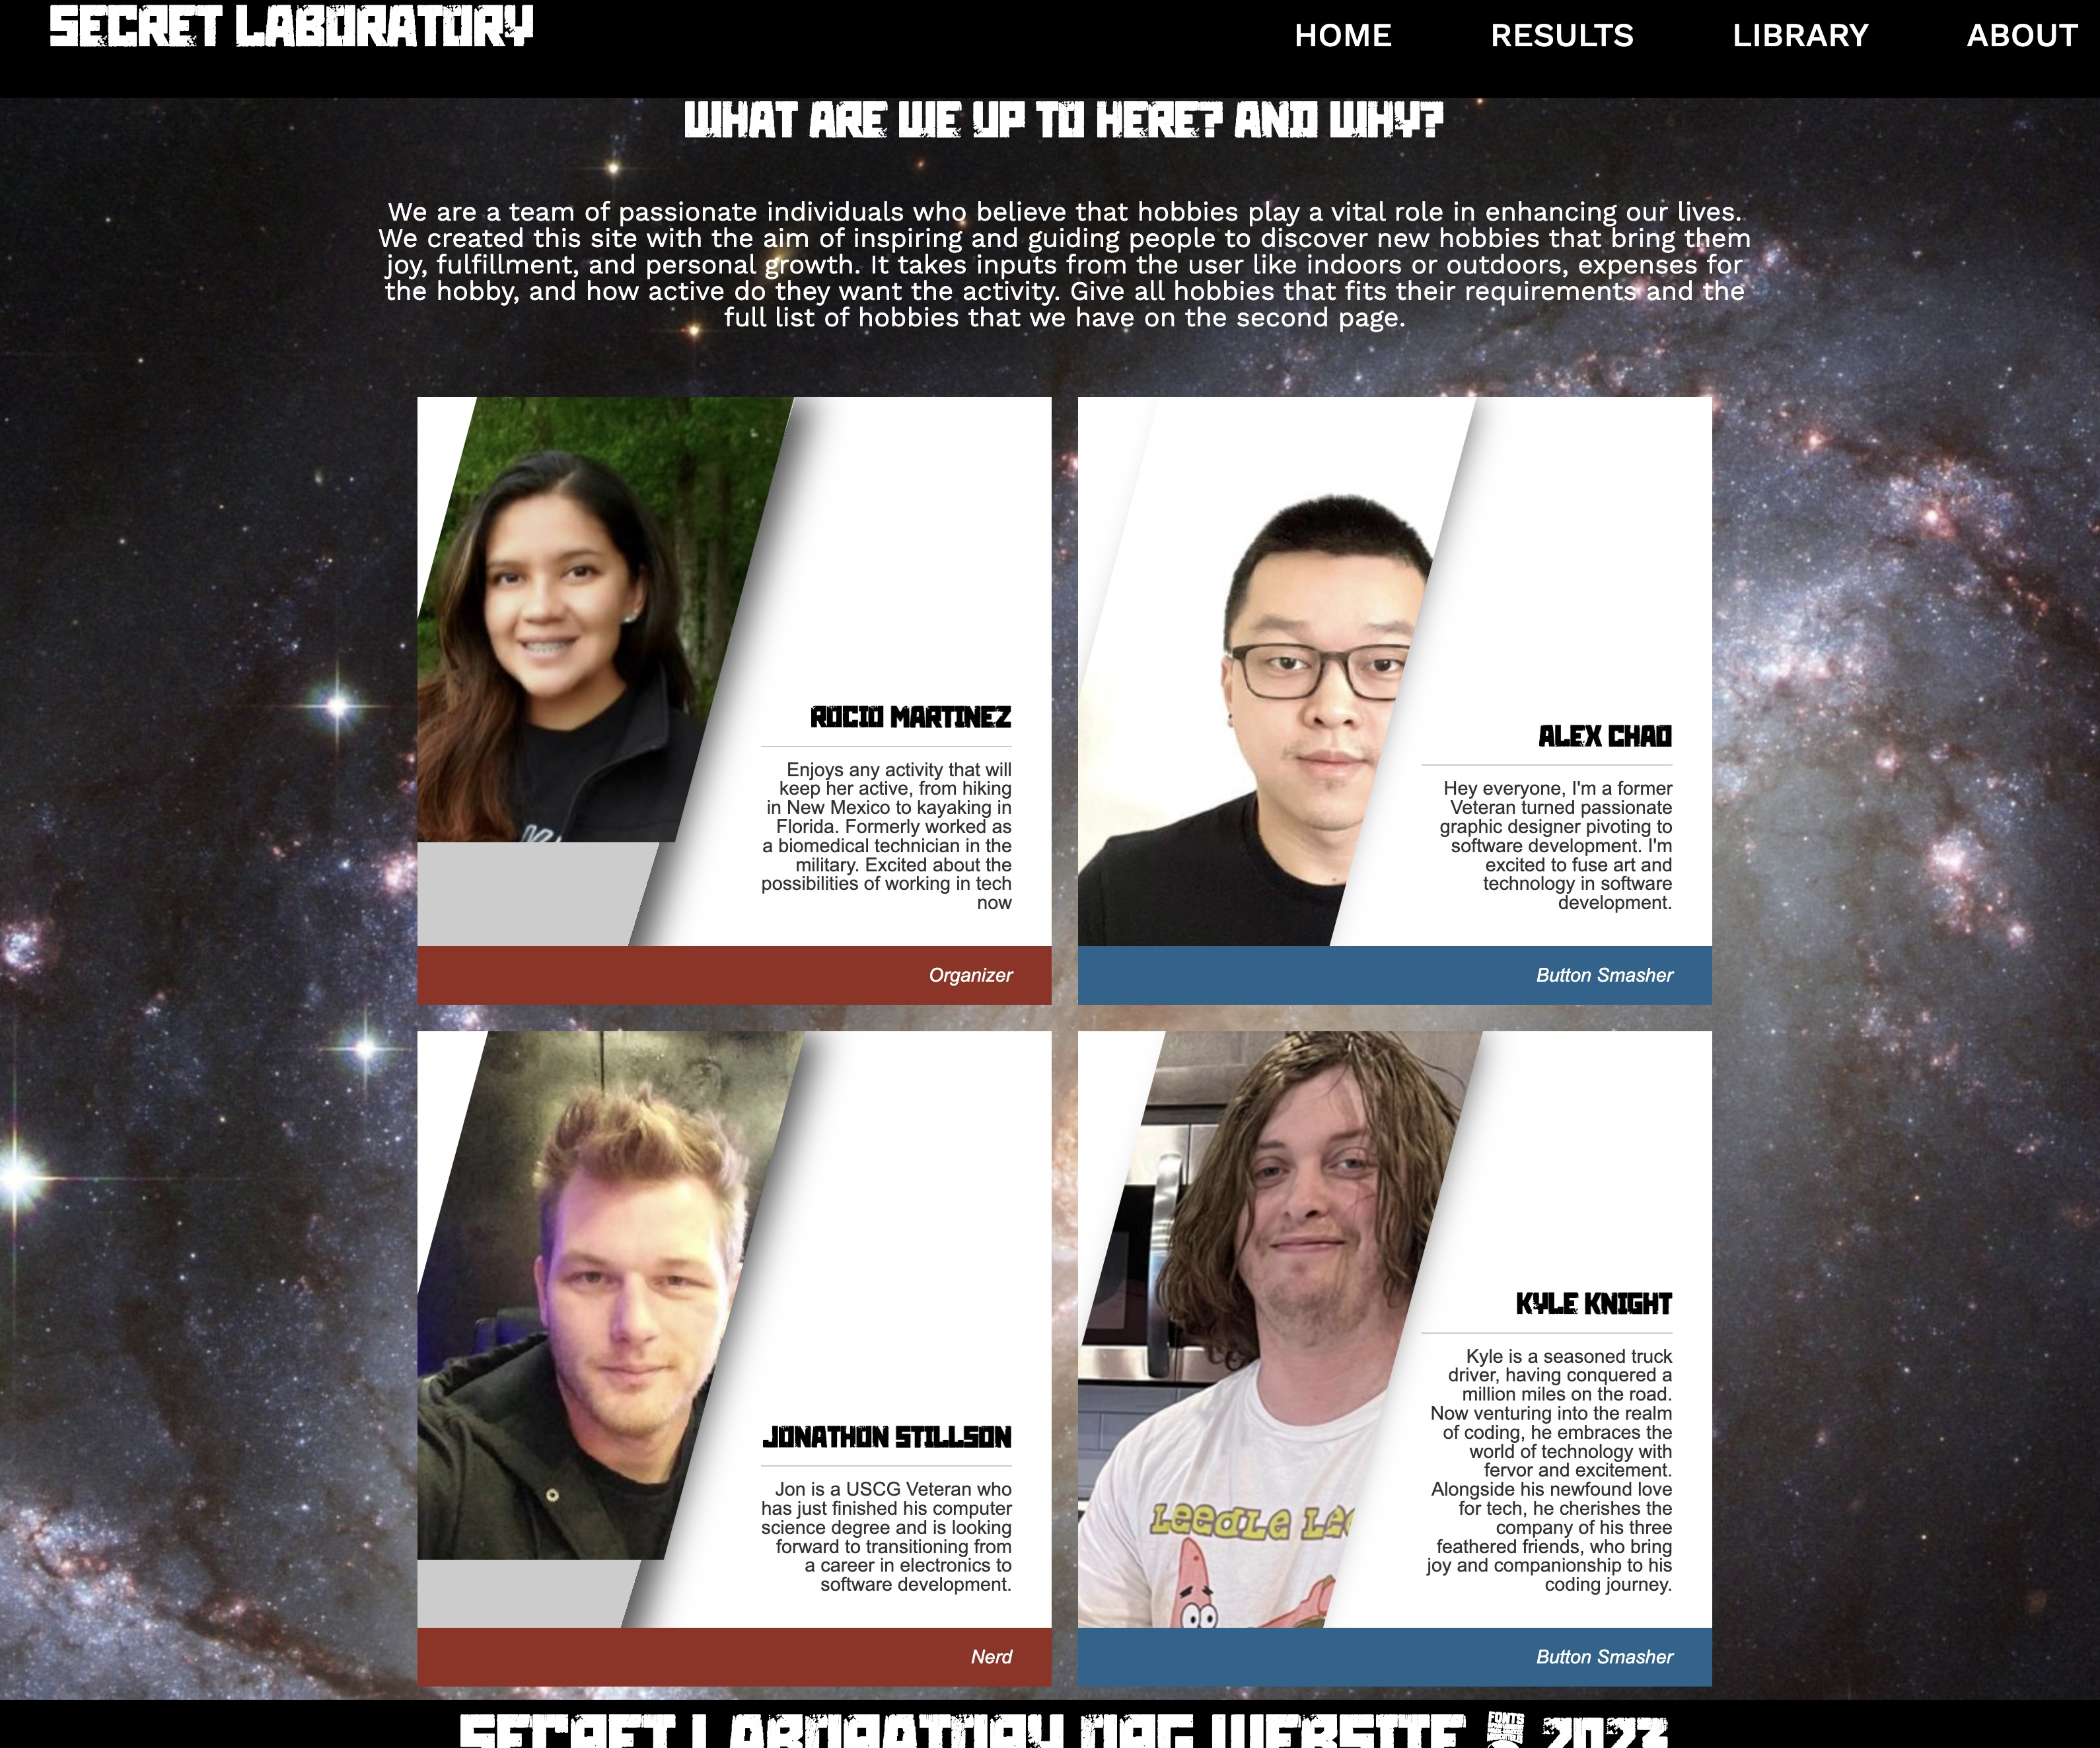 SECRET LABORATORY
HOME RESULTS LIBRARY ABOUT
WHAT ARE WE UP TO HERE? AND WHY?
We are a team of passionate individuals who believe that hobbies play a vital role in enhancing our lives.
We created this site with the aim of inspiring and guiding people to discover new hobbies that bring them
joy, fulfillment, and personal growth. It takes inputs from the user like indoors or outdoors, expenses for
the hobby, and how active do they want the activity. Give all hobbies that fits their requirements and the
full list of hobbies that we have on the second page.
ROCIO MARTINEZ
Enjoys any activity that will
keep her active, from hiking
in New Mexico to kayaking in
Florida. Formerly worked as
a biomedical technician in the
military. Excited about the
possibilities of working in tech
now
Organizer
ALEX CHAO
Hey everyone, I'm a former
Veteran turned passionate
graphic designer pivoting to
software development. I'm
excited to fuse art and
technology in software
development.
Button Smasher
JONATHON STILLSON
Jon is a USCG Veteran who
has just finished his computer
science degree and is looking
forward to transitioning from
a career in electronics to
software development.
Nerd
Leedle Lee
KYLE KNIGHT
Kyle is a seasoned truck
driver, having conquered a
million miles on the road.
Now venturing into the realm
of coding, he embraces the
world of technology with
fervor and excitement.
Alongside his newfound love
for tech, he cherishes the
company of his three
feathered friends, who bring
joy and companionship to his
coding journey.
Button Smasher
SECRET LABORATORY ORG WEBSITE 2023